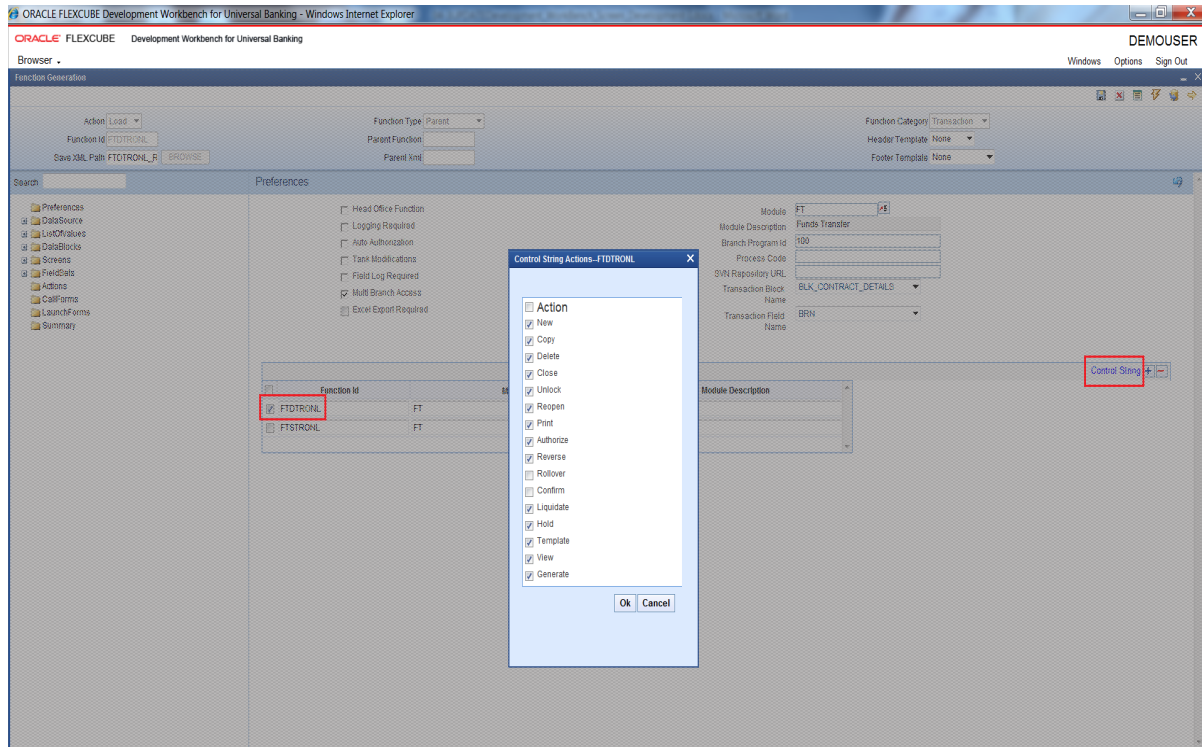 ORACLE FLEXCUBE Development Workbench for Universal Banking - Windows Internet Explorer
ORACLE FLEXCUBE Development Workbench for Universal Banking
DEMOUSER
Browser
Windows Options Sign Out
Function Generation
Action Load
Function Type Parent
Function Category Transaction
Function Id FTDTRONL
Parent Function
Header Template None
Save XML Path FTDTRONL_R BROWSE
Parent Xml
Footer Template None
Search
Preferences
Preferences
DataSource
ListOfValues
DataBlocks
Screens
FieldSets
Actions
CallForms
LaunchForms
Summary
Head Office Function
Logging Required
Auto Authorization
Tank Modifications
Field Log Required
Multi Branch Access
Excel Export Required
Module FT
Module Description Funds Transfer
Branch Program Id 100
Process Code
SVN Repository URL
Transaction Block Name BLK_CONTRACT_DETAILS
Transaction Field Name BRN
Control String + −
Function Id
Module Description
FTDTRONL FT
FTSTRONL FT
Control String Actions--FTDTRONL X
Action
New
Copy
Delete
Close
Unlock
Reopen
Print
Authorize
Reverse
Rollover
Confirm
Liquidate
Hold
Template
View
Generate
Ok Cancel